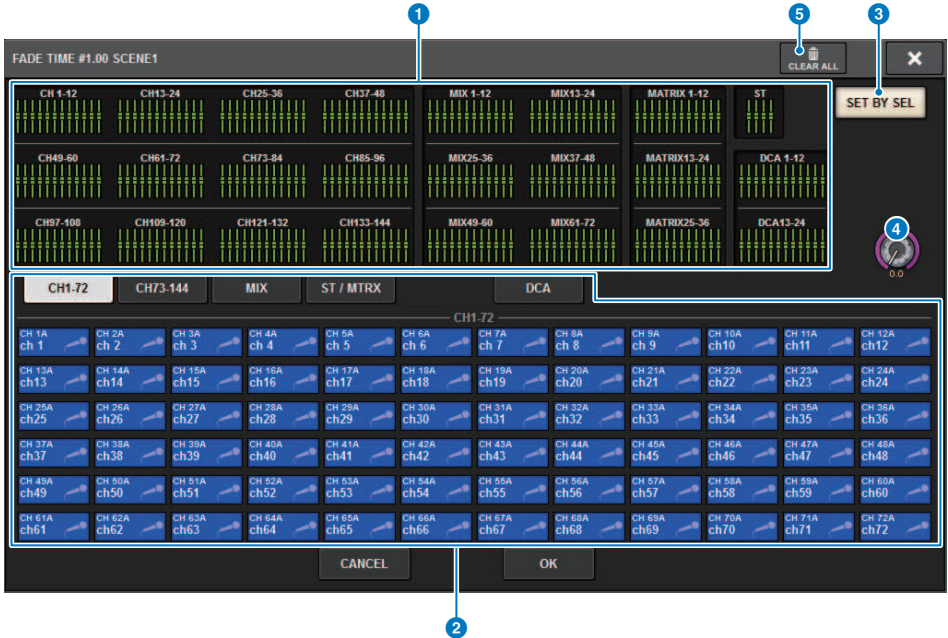 1
5
3
FADE TIME #1.00 SCENE1
CLEAR ALL
CH 1-12 CH13-24 CH25-36 CH37-48 MIX 1-12 MIX13-24 MATRIX 1-12 ST
SET BY SEL
CH49-60 CH61-72 CH73-84 CH85-96 MIX25-36 MIX37-48 MATRIX13-24 DCA 1-12
CH97-108 CH109-120 CH121-132 CH133-144 MIX49-60 MIX61-72 MATRIX25-36 DCA13-24
4
0.0
CH1-72 CH73-144 MIX ST / MTRX DCA
CH1-72
CH 1A CH 2A CH 3A CH 4A CH 5A CH 6A CH 7A CH 8A CH 9A CH 10A CH 11A CH 12A
ch 1 ch 2 ch 3 ch 4 ch 5 ch 6 ch 7 ch 8 ch 9 ch10 ch11 ch12
CH 13A CH 14A CH 15A CH 16A CH 17A CH 18A CH 19A CH 20A CH 21A CH 22A CH 23A CH 24A
ch13 ch14 ch15 ch16 ch17 ch18 ch19 ch20 ch21 ch22 ch23 ch24
CH 25A CH 26A CH 27A CH 28A CH 29A CH 30A CH 31A CH 32A CH 33A CH 34A CH 35A CH 36A
ch25 ch26 ch27 ch28 ch29 ch30 ch31 ch32 ch33 ch34 ch35 ch36
CH 37A CH 38A CH 39A CH 40A CH 41A CH 42A CH 43A CH 44A CH 45A CH 46A CH 47A CH 48A
ch37 ch38 ch39 ch40 ch41 ch42 ch43 ch44 ch45 ch46 ch47 ch48
CH 49A CH 50A CH 51A CH 52A CH 53A CH 54A CH 55A CH 56A CH 57A CH 58A CH 59A CH 60A
ch49 ch50 ch51 ch52 ch53 ch54 ch55 ch56 ch57 ch58 ch59 ch60
CH 61A CH 62A CH 63A CH 64A CH 65A CH 66A CH 67A CH 68A CH 69A CH 70A CH 71A CH 72A
ch61 ch62 ch63 ch64 ch65 ch66 ch67 ch68 ch69 ch70 ch71 ch72
CANCEL OK
2